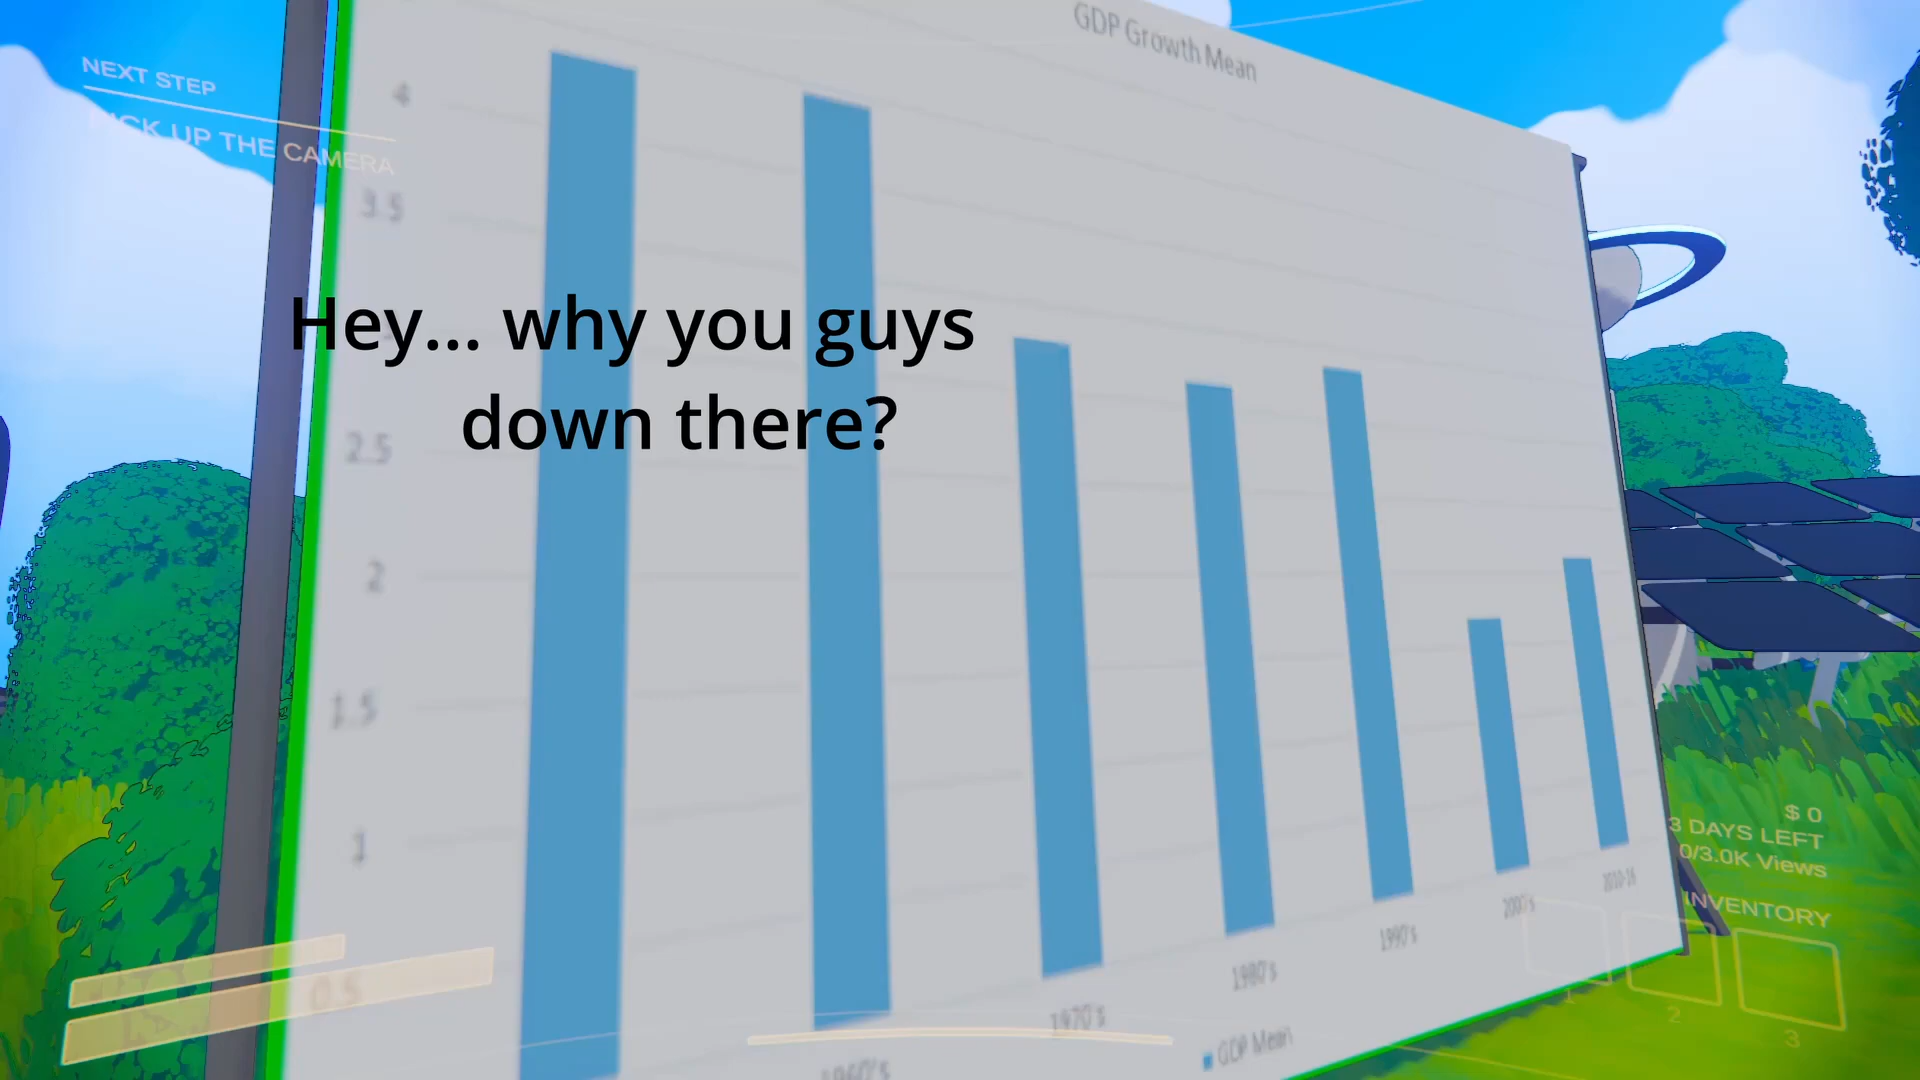 GDP Growth Mean
NEXT STEP
PICK UP THE CAMERA
4
3.5
Hey... why you guys
down there?
2.5
2
1.5
1
0.5
1960's
1970's
1980's
1990's
2000's
2010-16
GDP Mean
$ 0
3 DAYS LEFT
0/3.0K Views
INVENTORY
1
2
3